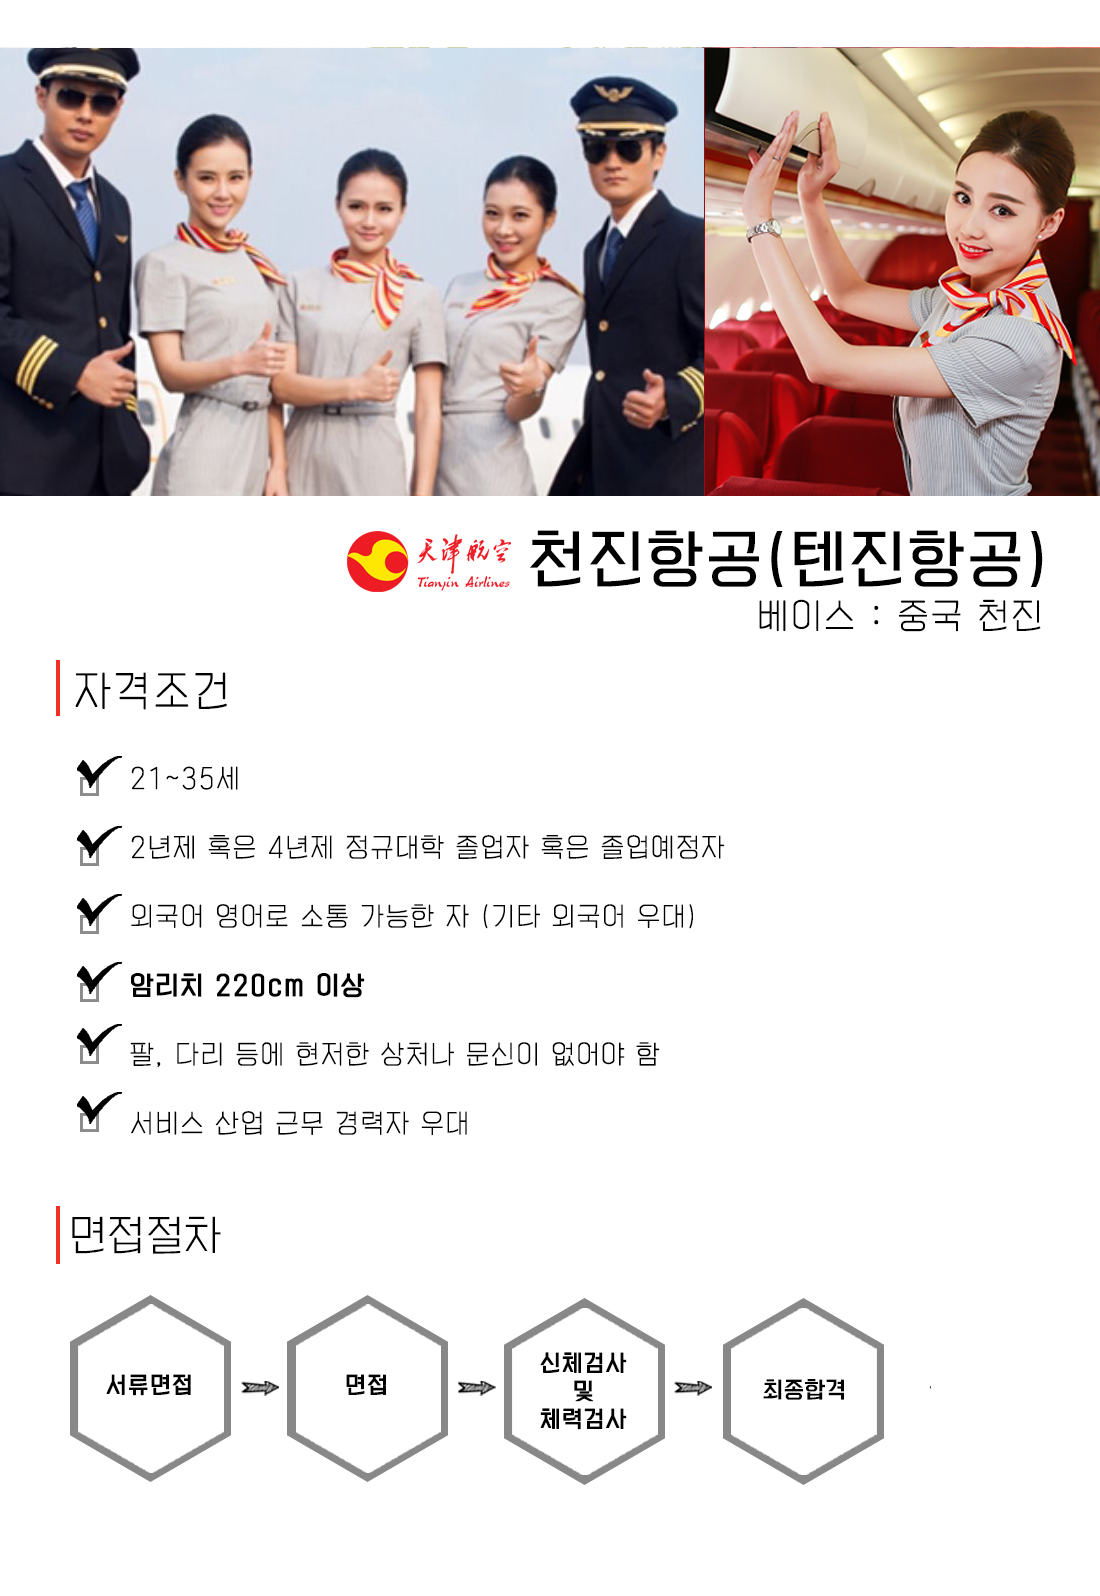 天津航空
Tianjin Airlines
천진항공(텐진항공)
베이스 : 중국 천진
자격조건
21~35세
2년제 혹은 4년제 정규대학 졸업자 혹은 졸업예정자
외국어 영어로 소통 가능한 자 (기타 외국어 우대)
암리치 220cm 이상
팔, 다리 등에 현저한 상처나 문신이 없어야 함
서비스 산업 근무 경력자 우대
면접절차
서류면접
면접
신체검사
및
체력검사
최종합격